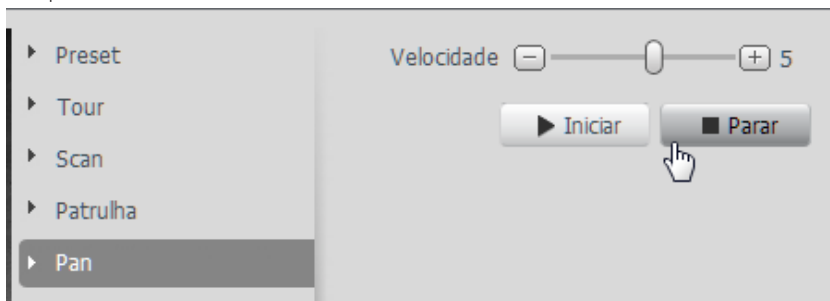 Preset
Tour
Scan
Patrulha
Pan
Velocidade 5
Iniciar Parar